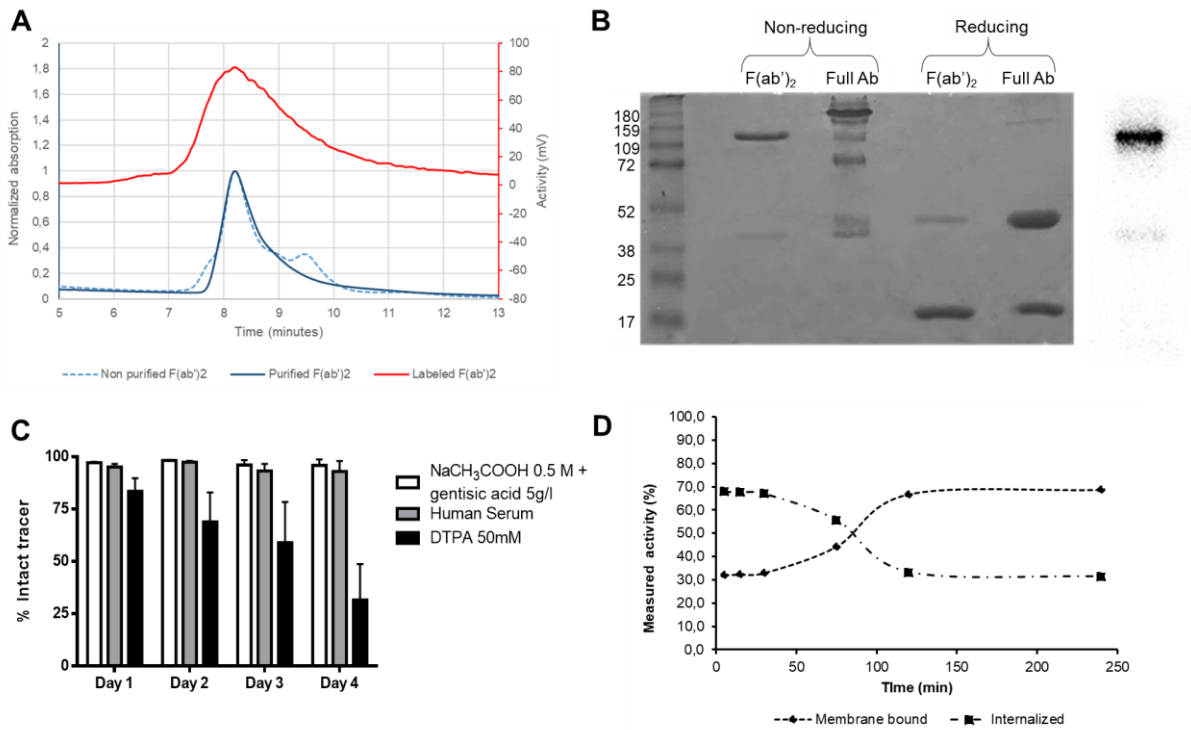 A
Normalized absorption
2
1,8
1,6
1,4
1,2
1
0,8
0,6
0,4
0,2
0
5 6 7 8 9 10 11 12 13
Time (minutes)
100
80
60
40
20
0
-20
-40
-60
-80
Activity (mV)
Non purified F(ab')2 Purified F(ab')2 Labeled F(ab')2
B
Non-reducing Reducing
F(ab')₂ Full Ab F(ab')₂ Full Ab
180
159
109
72
52
38
25
17
C
% Intact tracer
100
75
50
25
0
Day 1 Day 2 Day 3 Day 4
NaCH₃COOH 0.5 M +
gentisic acid 5g/l
Human Serum
DTPA 50mM
D
Measured activity (%)
100,0
90,0
80,0
70,0
60,0
50,0
40,0
30,0
20,0
10,0
0,0
0 50 100 150 200 250
TIme (min)
Membrane bound Internalized